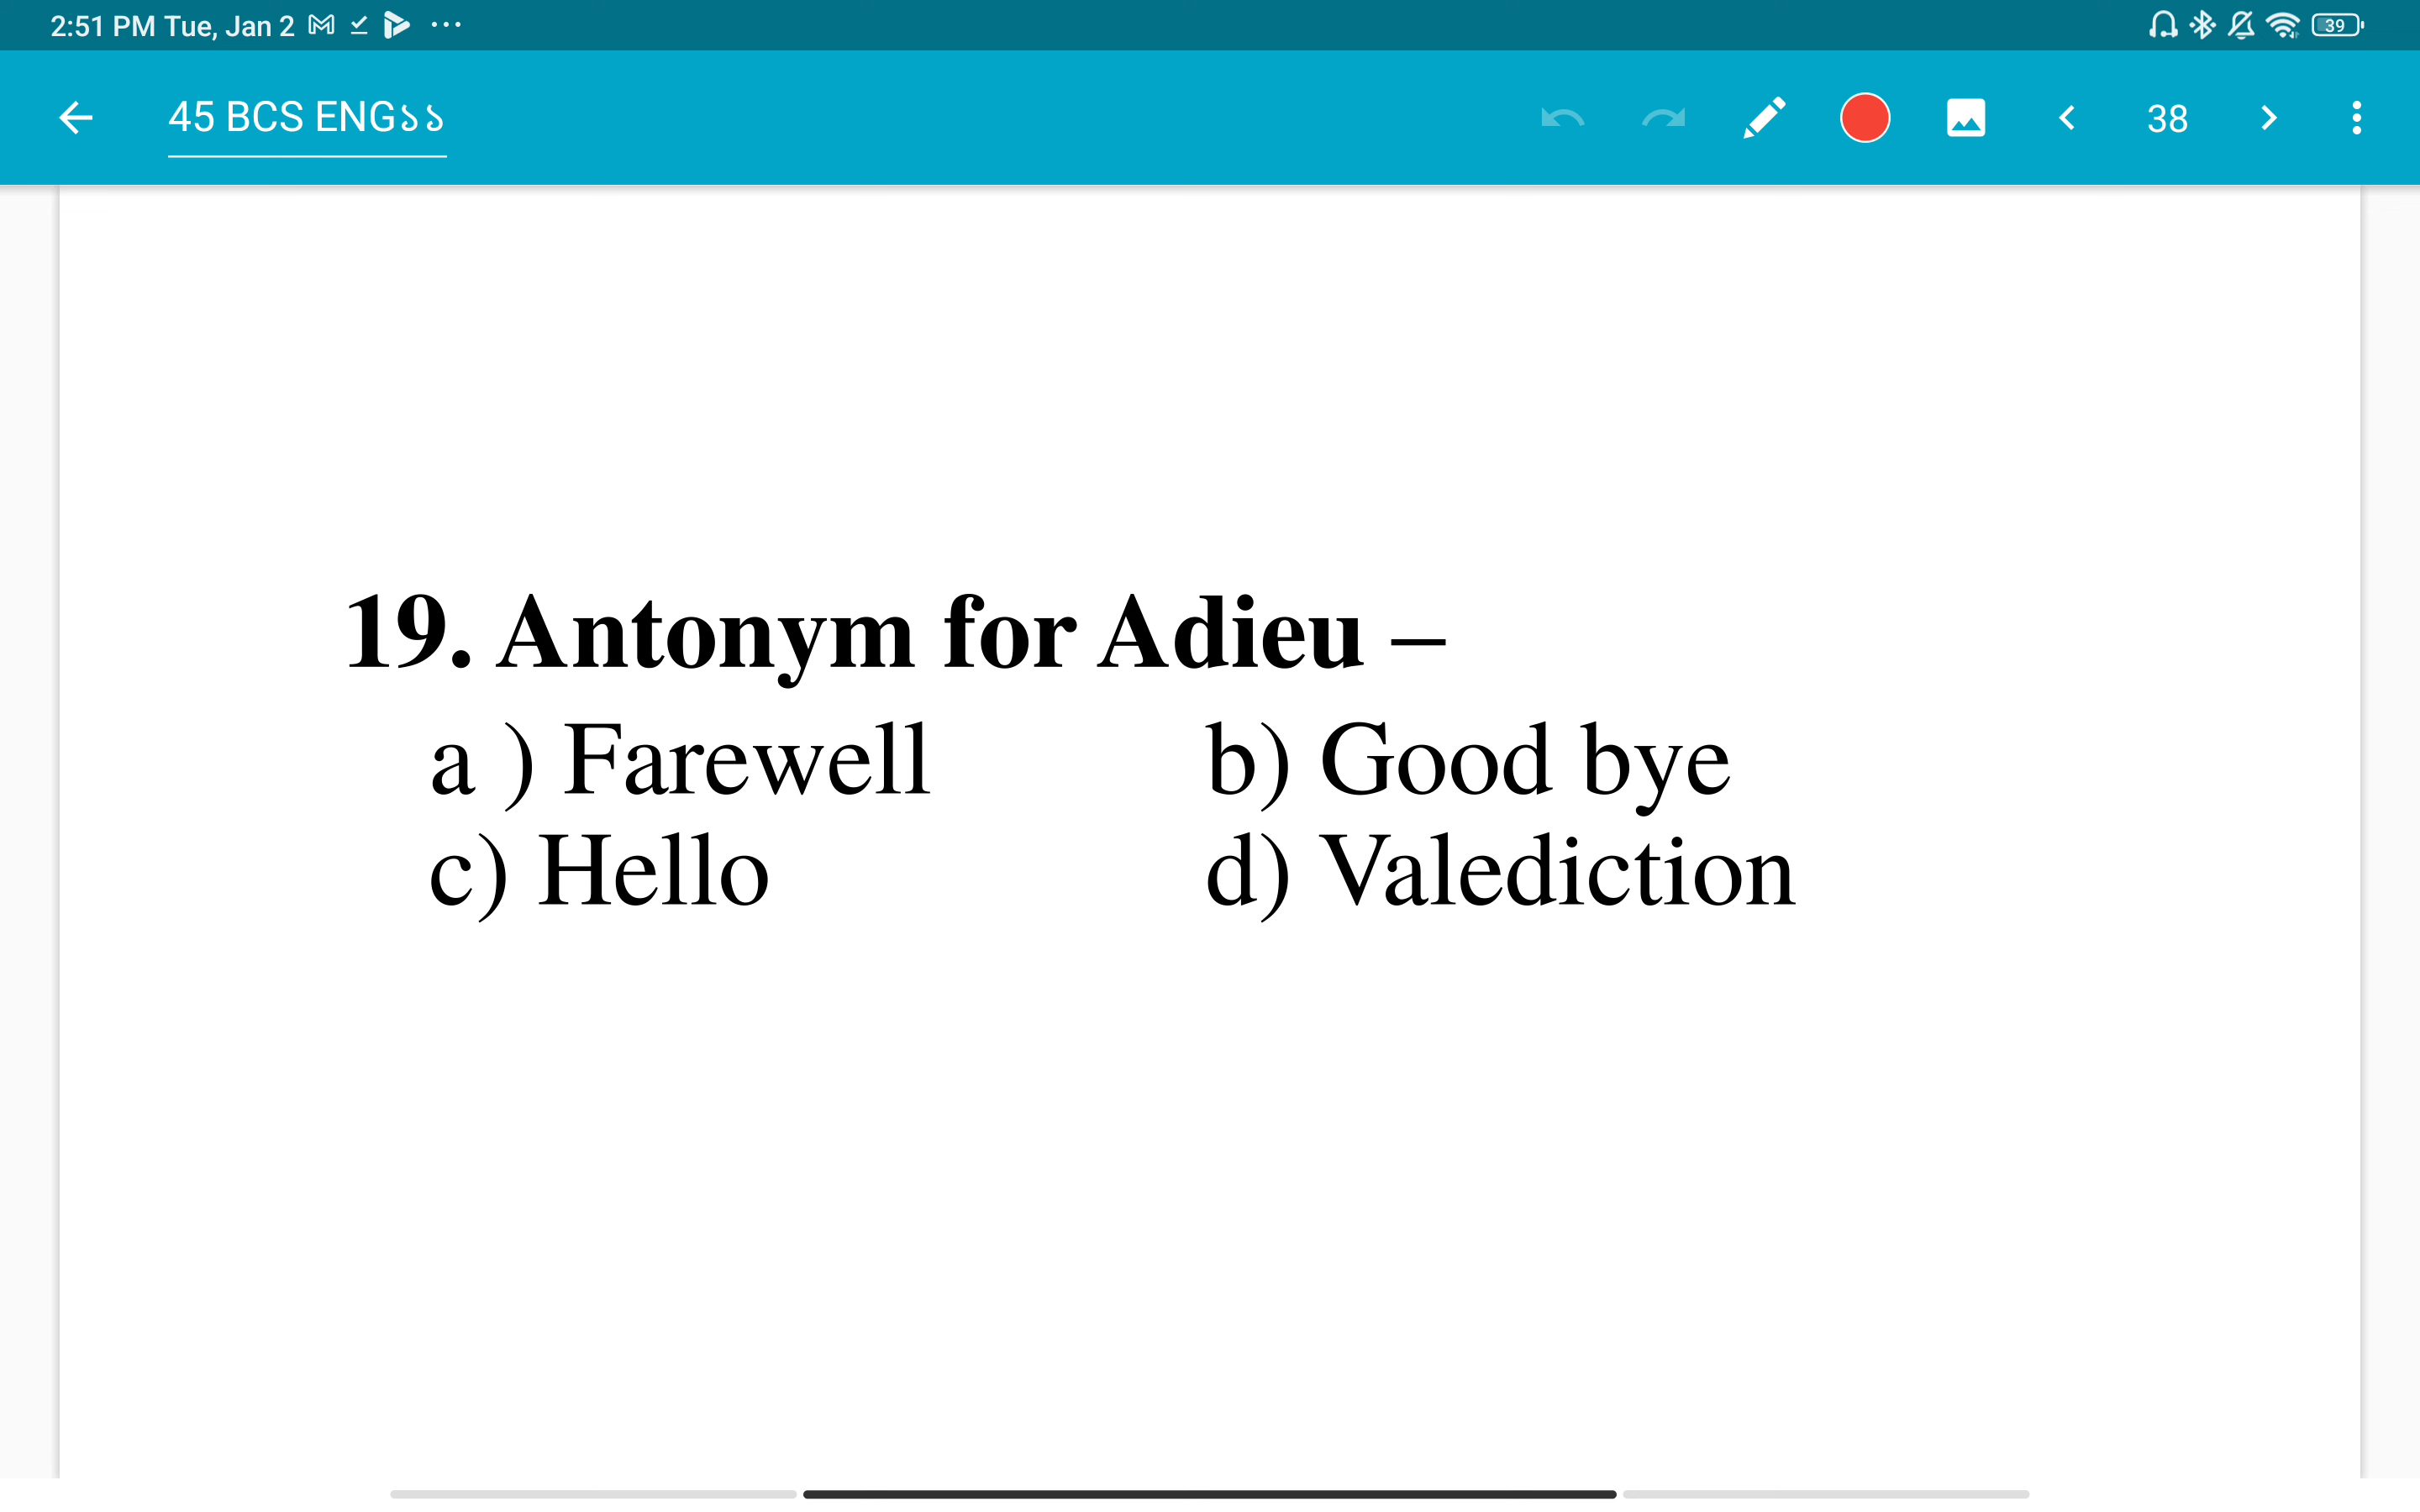 2:51 PM Tue, Jan 2 ... 39
45 BCS ENG১১ 38
19. Antonym for Adieu –
a ) Farewell b) Good bye
c) Hello d) Valediction